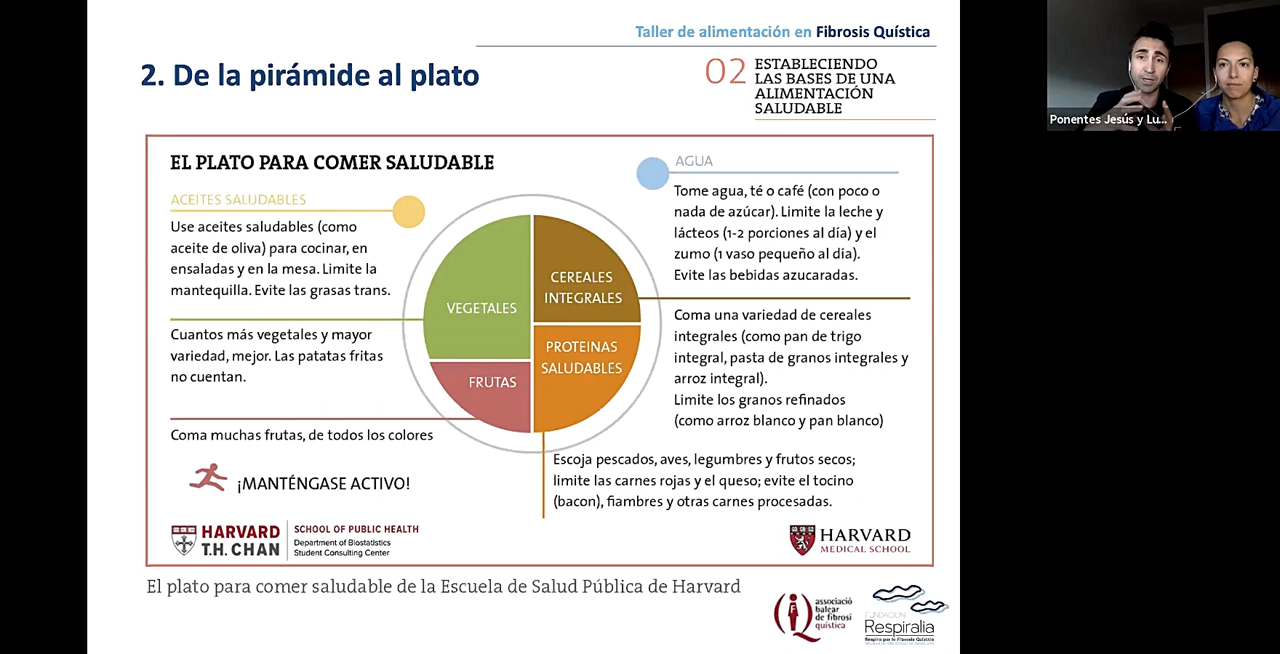 Taller de alimentación en Fibrosis Quística
2. De la pirámide al plato
02
ESTABLECIENDO
LAS BASES DE UNA
ALIMENTACIÓN
SALUDABLE
Ponentes Jesús y Lu...
EL PLATO PARA COMER SALUDABLE
ACEITES SALUDABLES
Use aceites saludables (como
aceite de oliva) para cocinar, en
ensaladas y en la mesa. Limite la
mantequilla. Evite las grasas trans.
Cuantos más vegetales y mayor
variedad, mejor. Las patatas fritas
no cuentan.
Coma muchas frutas, de todos los colores
¡MANTÉNGASE ACTIVO!
VEGETALES
FRUTAS
CEREALES
INTEGRALES
PROTEINAS
SALUDABLES
AGUA
Tome agua, té o café (con poco o
nada de azúcar). Limite la leche y
lácteos (1-2 porciones al día) y el
zumo (1 vaso pequeño al día).
Evite las bebidas azucaradas.
Coma una variedad de cereales
integrales (como pan de trigo
integral, pasta de granos integrales y
arroz integral).
Limite los granos refinados
(como arroz blanco y pan blanco)
Escoja pescados, aves, legumbres y frutos secos;
limite las carnes rojas y el queso; evite el tocino
(bacon), fiambres y otras carnes procesadas.
HARVARD
T.H. CHAN
SCHOOL OF PUBLIC HEALTH
Department of Biostatistics
Student Consulting Center
HARVARD
MEDICAL SCHOOL
El plato para comer saludable de la Escuela de Salud Pública de Harvard
associació
balear
de fibrosi
quística
FUNDACIÓN
Respiralia
Respira por la Fibrosis Quística